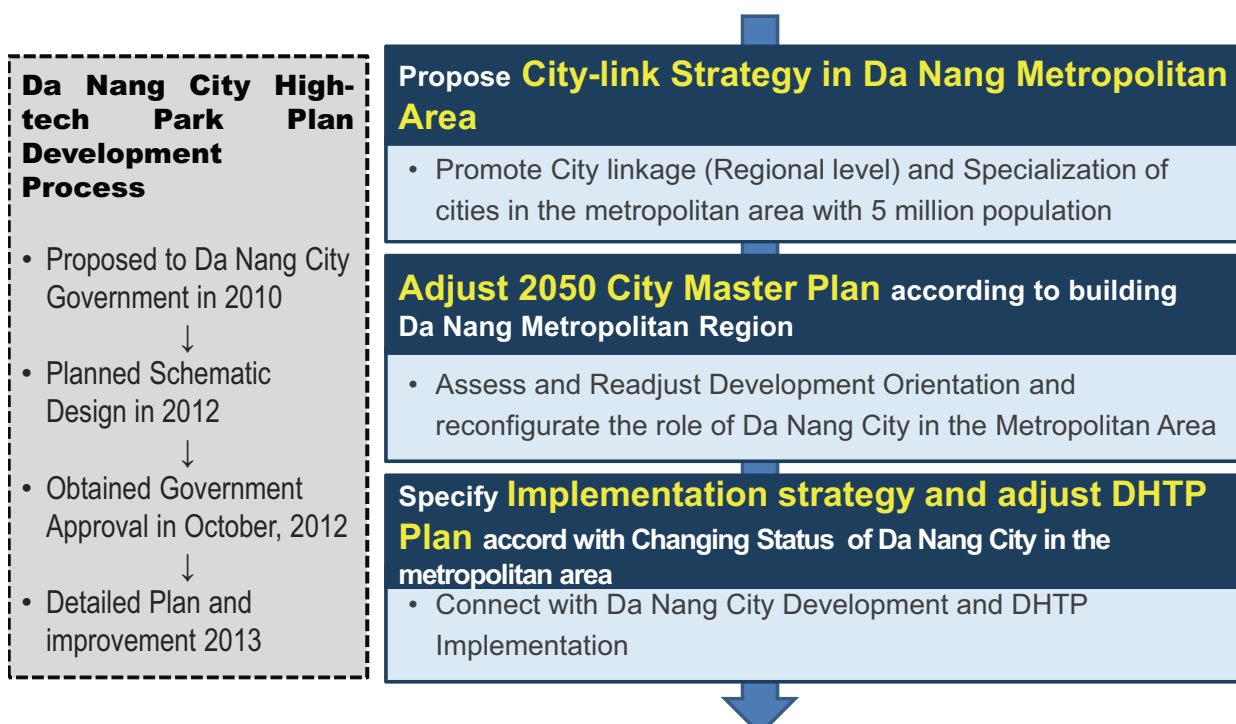 Da Nang City High-
tech Park Plan
Development
Process
• Proposed to Da Nang City
Government in 2010
↓
• Planned Schematic
Design in 2012
↓
• Obtained Government
Approval in October, 2012
↓
• Detailed Plan and
improvement 2013
Propose City-link Strategy in Da Nang Metropolitan
Area
• Promote City linkage (Regional level) and Specialization of
cities in the metropolitan area with 5 million population
Adjust 2050 City Master Plan according to building
Da Nang Metropolitan Region
• Assess and Readjust Development Orientation and
reconfigurate the role of Da Nang City in the Metropolitan Area
Specify Implementation strategy and adjust DHTP
Plan accord with Changing Status of Da Nang City in the
metropolitan area
• Connect with Da Nang City Development and DHTP
Implementation